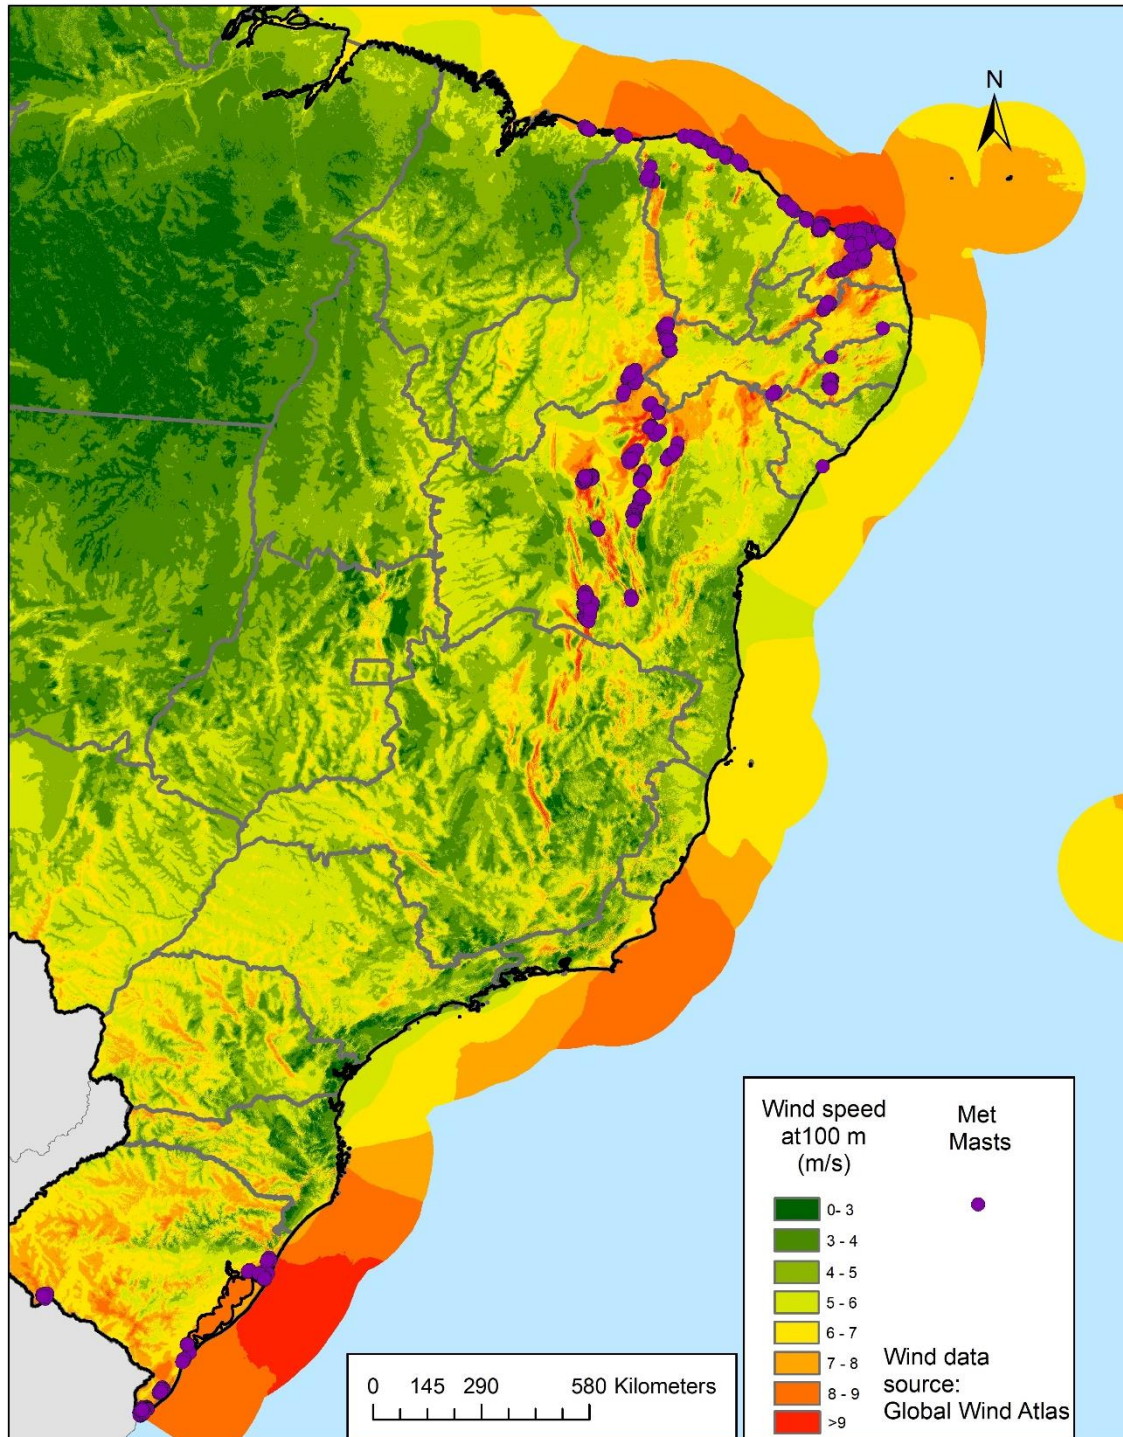 N
Wind speed
at100 m
(m/s)
Met
Masts
0- 3
3 - 4
4 - 5
5 - 6
6 - 7
7 - 8
8 - 9
>9
Wind data
source:
Global Wind Atlas
0 145 290 580 Kilometers